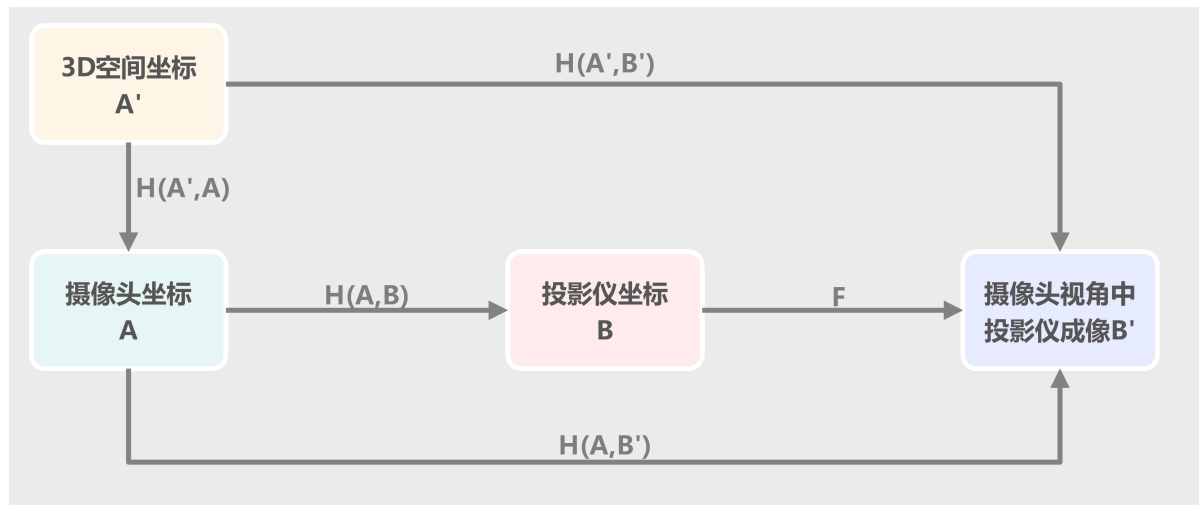 3D空间坐标
A'
H(A',B')
H(A',A)
摄像头坐标
A
H(A,B)
投影仪坐标
B
F
摄像头视角中
投影仪成像B'
H(A,B')